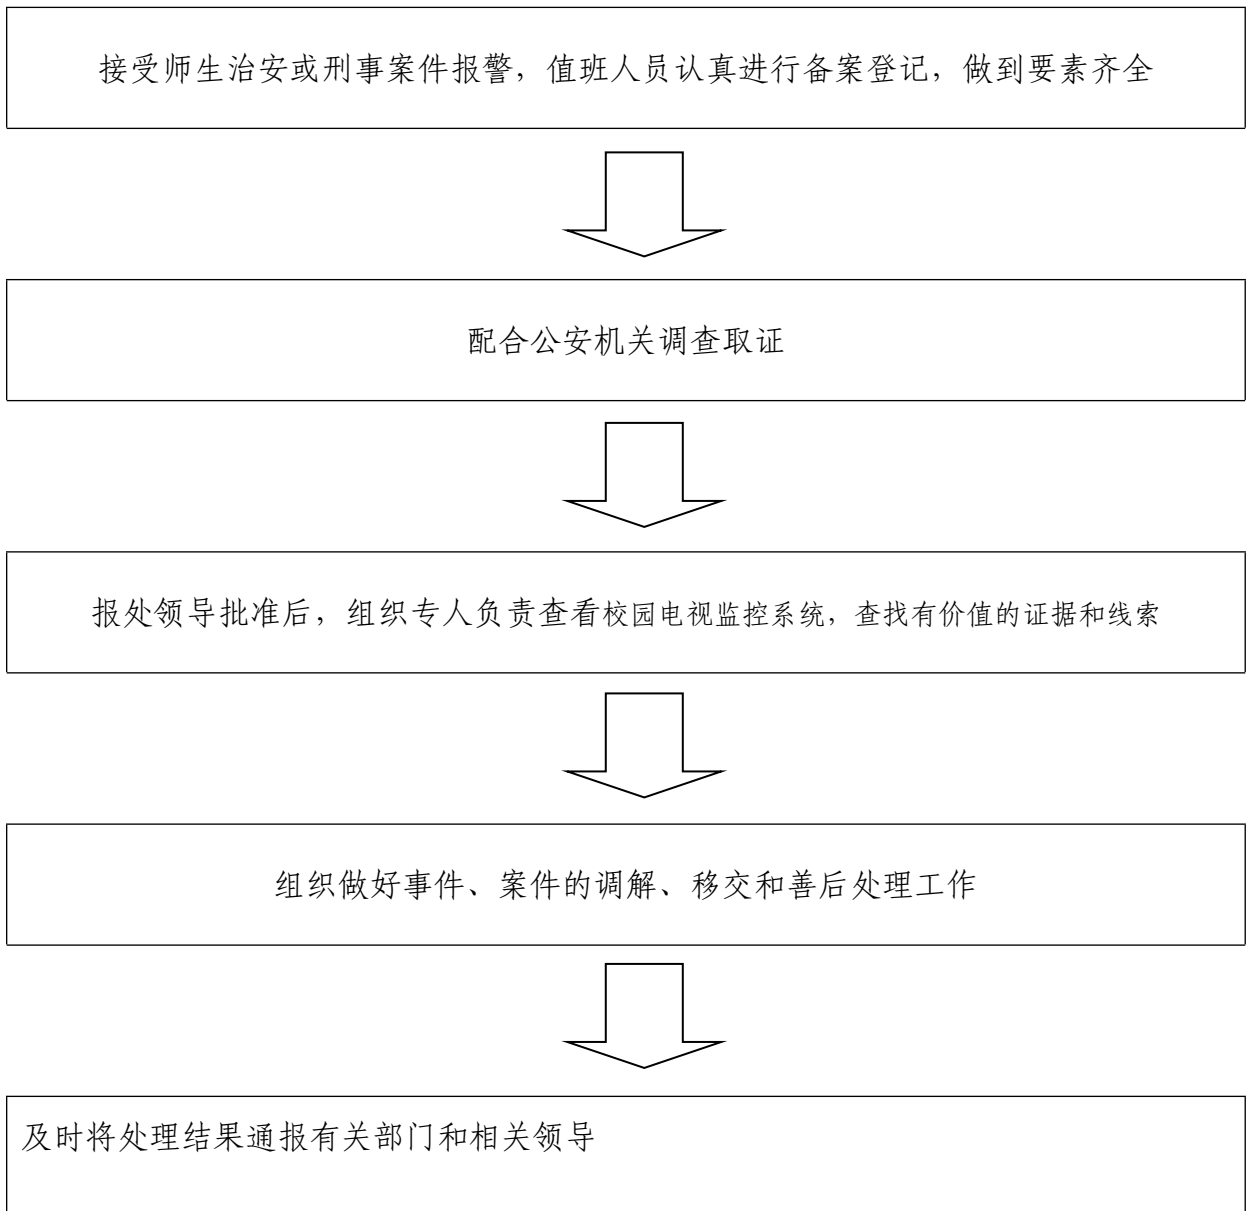 接受师生治安或刑事案件报警，值班人员认真进行备案登记，做到要素齐全
配合公安机关调查取证
报处领导批准后，组织专人负责查看校园电视监控系统，查找有价值的证据和线索
组织做好事件、案件的调解、移交和善后处理工作
及时将处理结果通报有关部门和相关领导